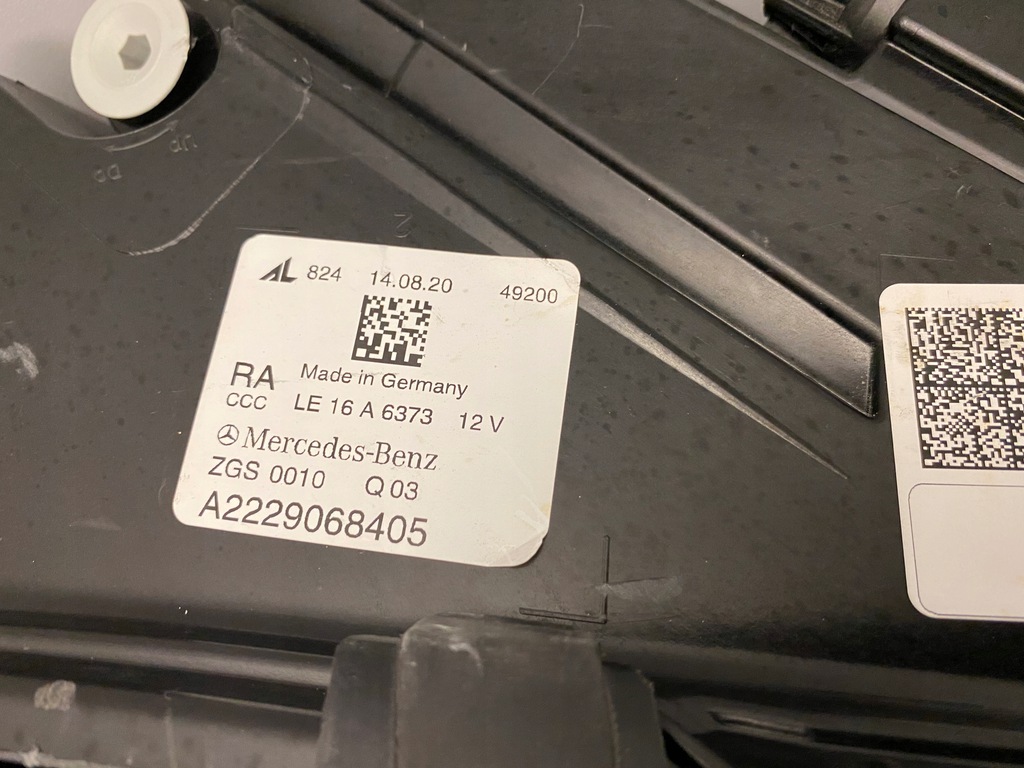 AL 824 14.08.20 49200
RA Made in Germany
CCC LE 16 A 6373 12 V
Mercedes-Benz
ZGS 0010 Q 03
A2229068405